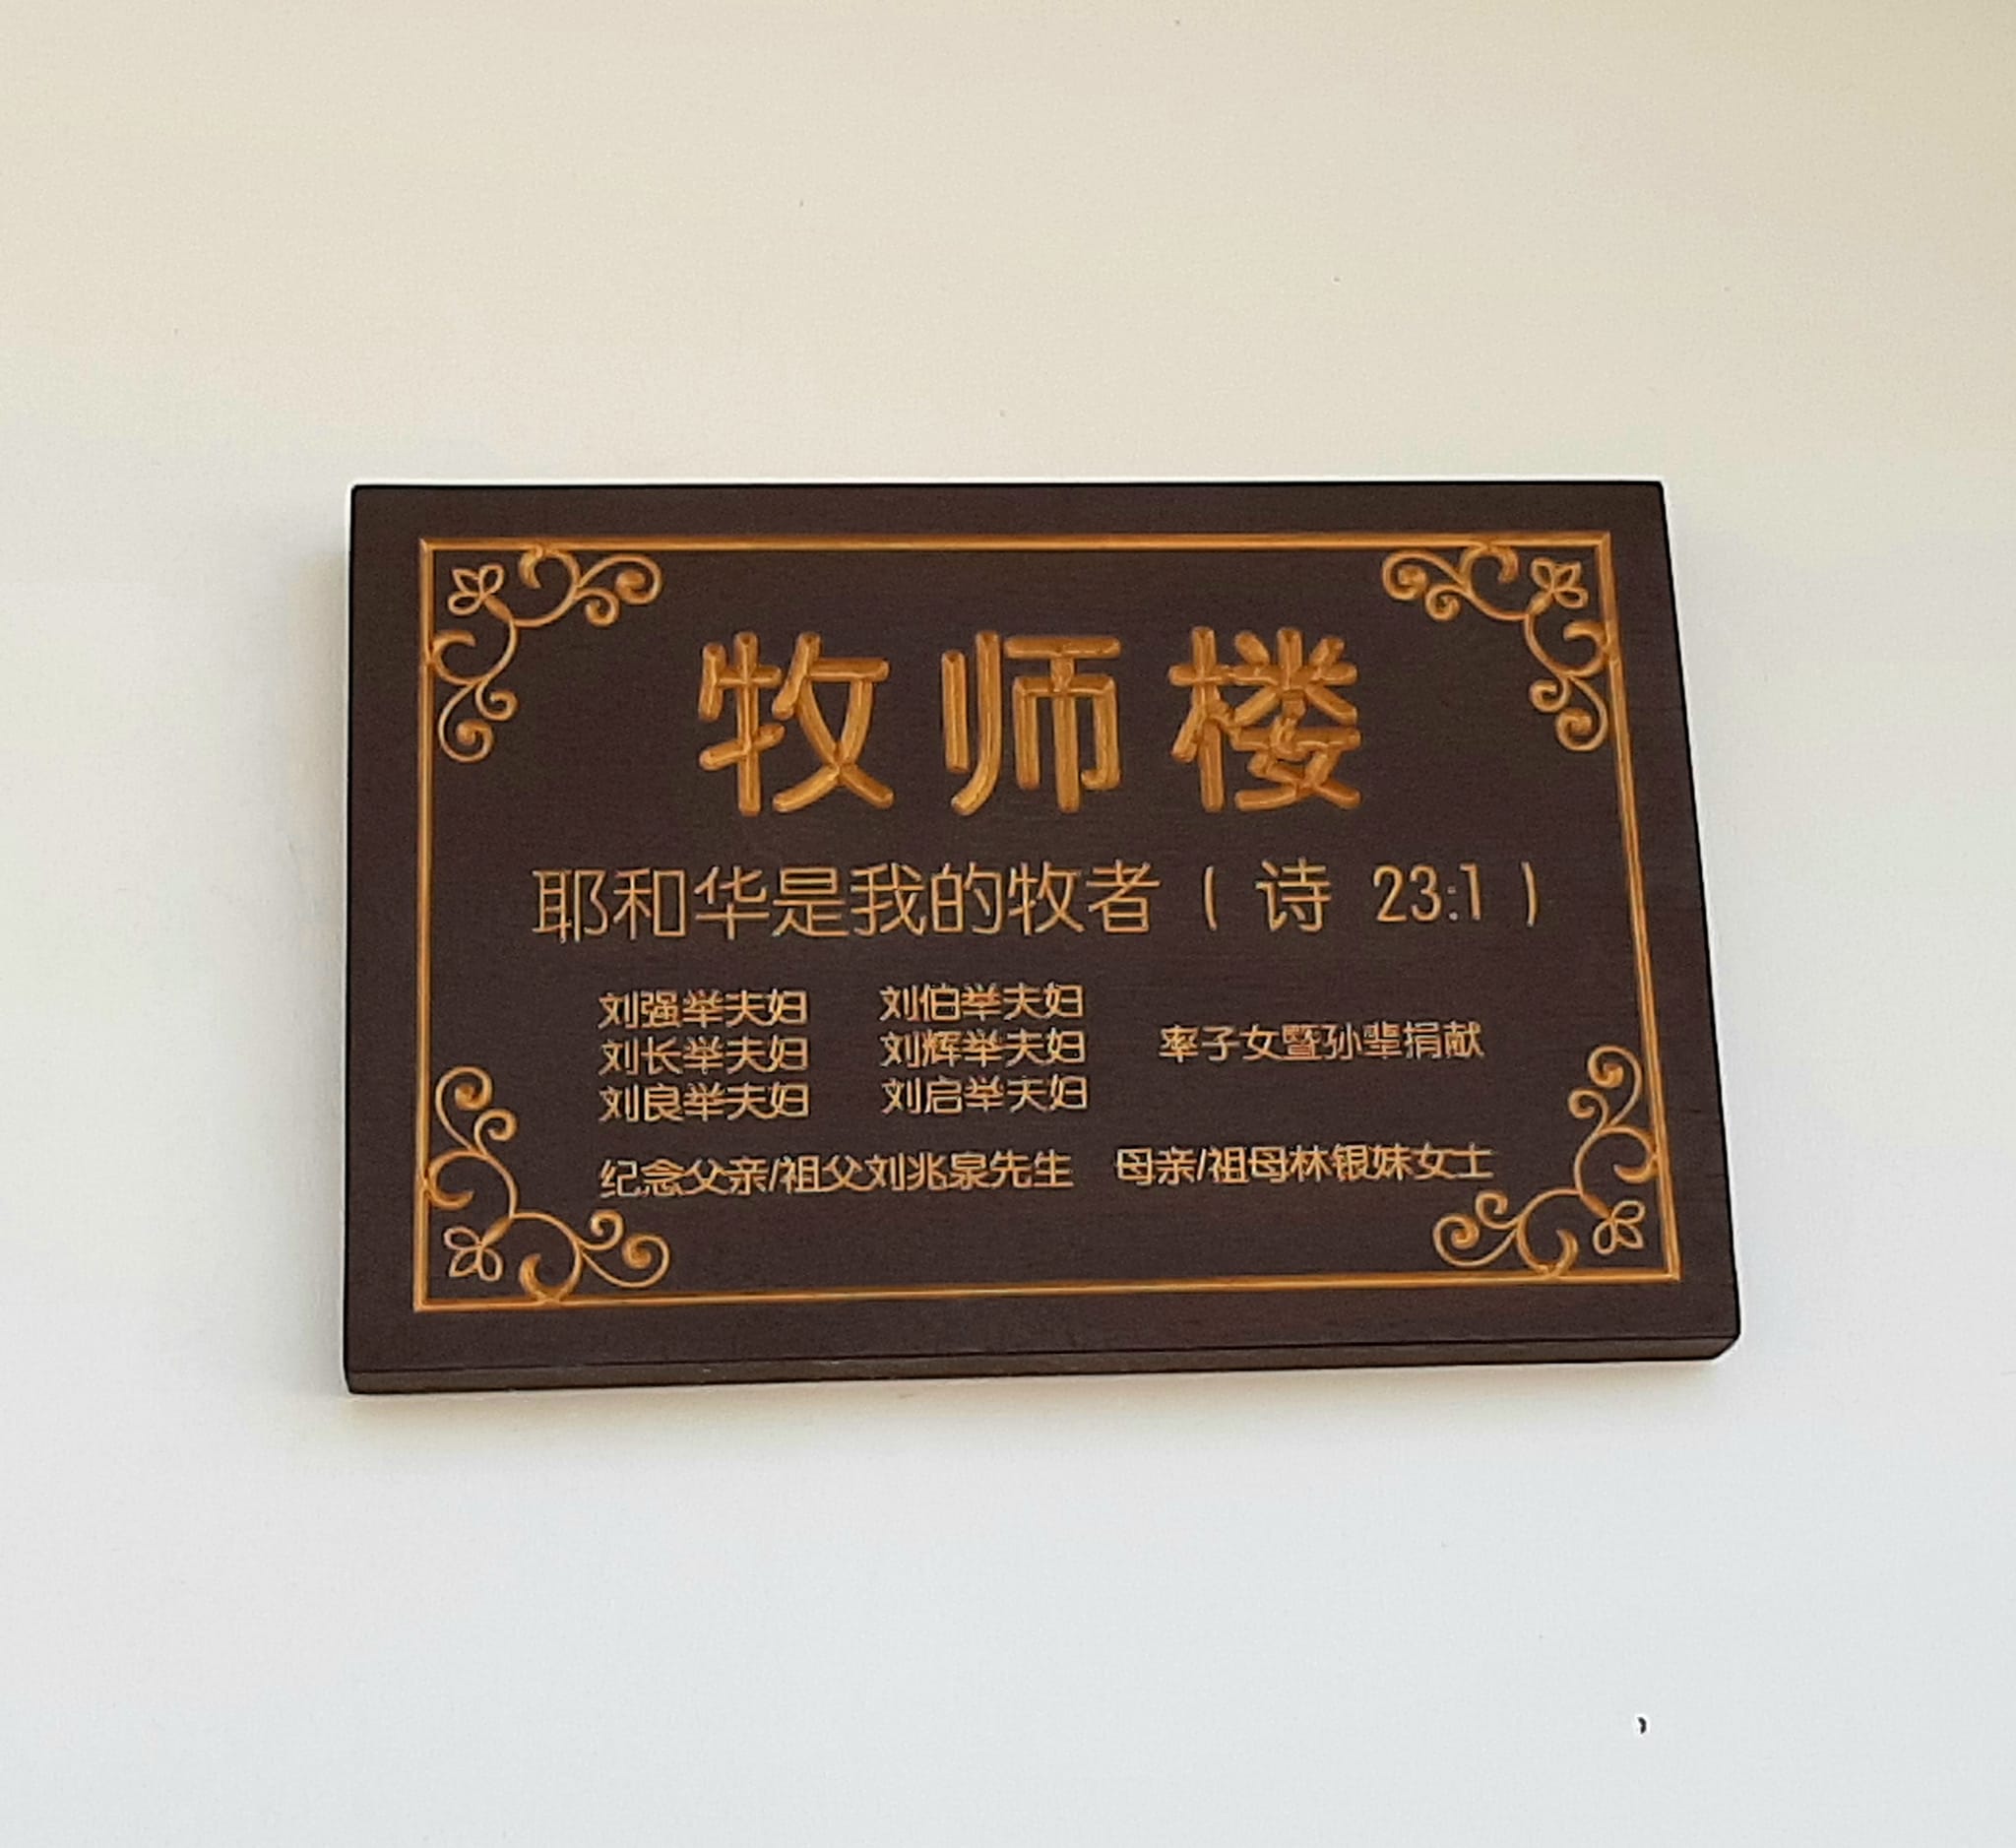 牧师楼
耶和华是我的牧者（诗 23:1）
刘强举夫妇 刘伯举夫妇
刘长举夫妇 刘辉举夫妇 率子女暨孙辈捐献
刘良举夫妇 刘启举夫妇
纪念父亲/祖父刘兆泉先生 母亲/祖母林银妹女士